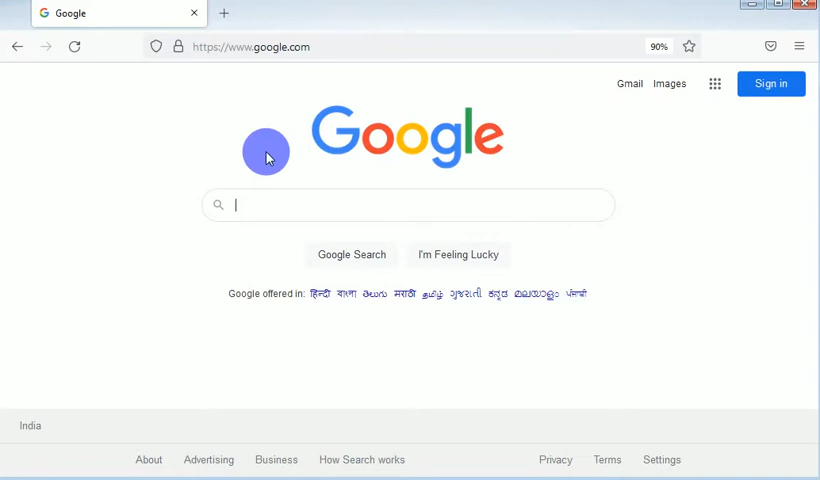 Google
https://www.google.com
90%
Gmail Images Sign in
Google
Google Search I'm Feeling Lucky
Google offered in: हिन्दी বাংলা తెలుగు मराठी தமிழ் ગુજરાતી ಕನ್ನಡ മലയാളം ਪੰਜਾਬੀ
India
About Advertising Business How Search works Privacy Terms Settings